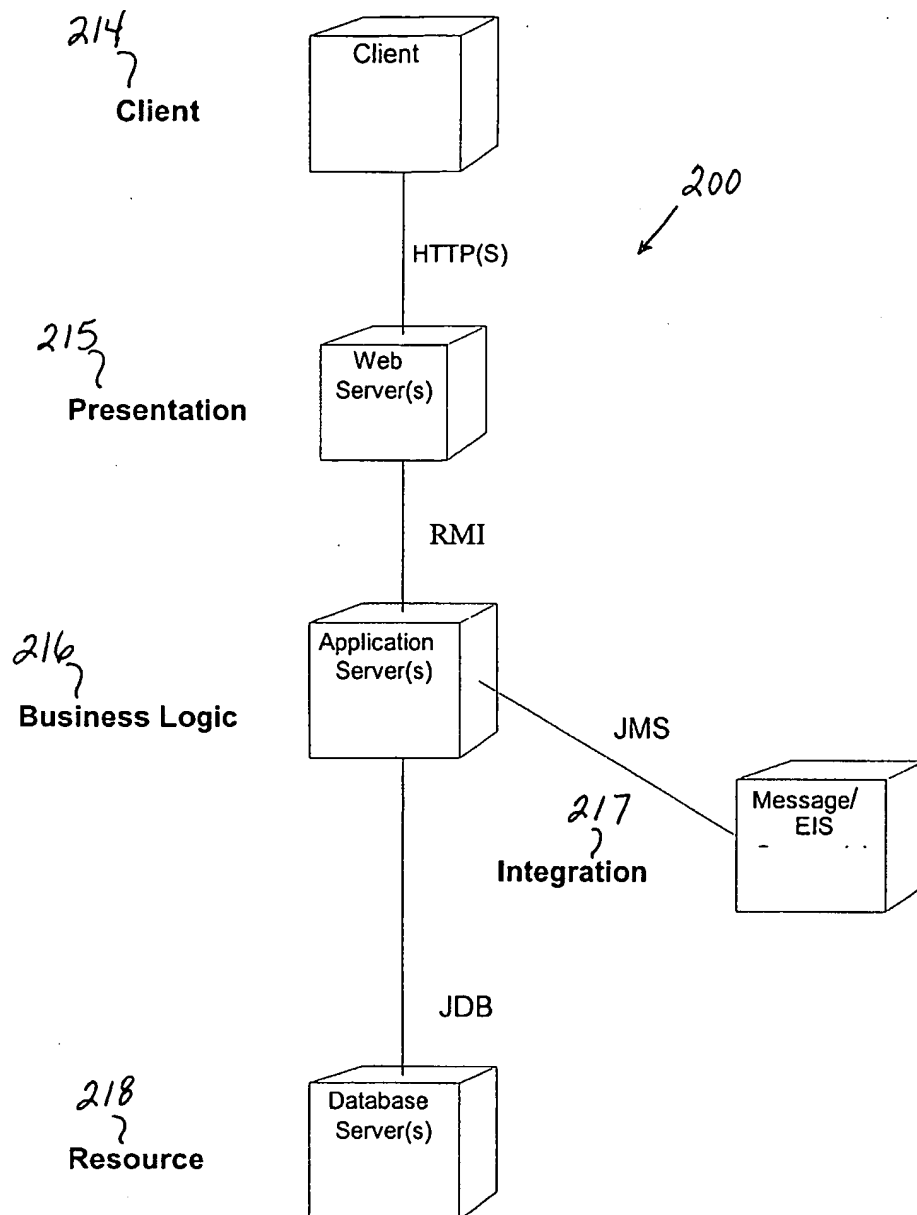 214
Client
Client
200
HTTP(S)
215
Presentation
Web
Server(s)
RMI
216
Business Logic
Application
Server(s)
JMS
217
Integration
Message/
EIS
JDB
218
Resource
Database
Server(s)